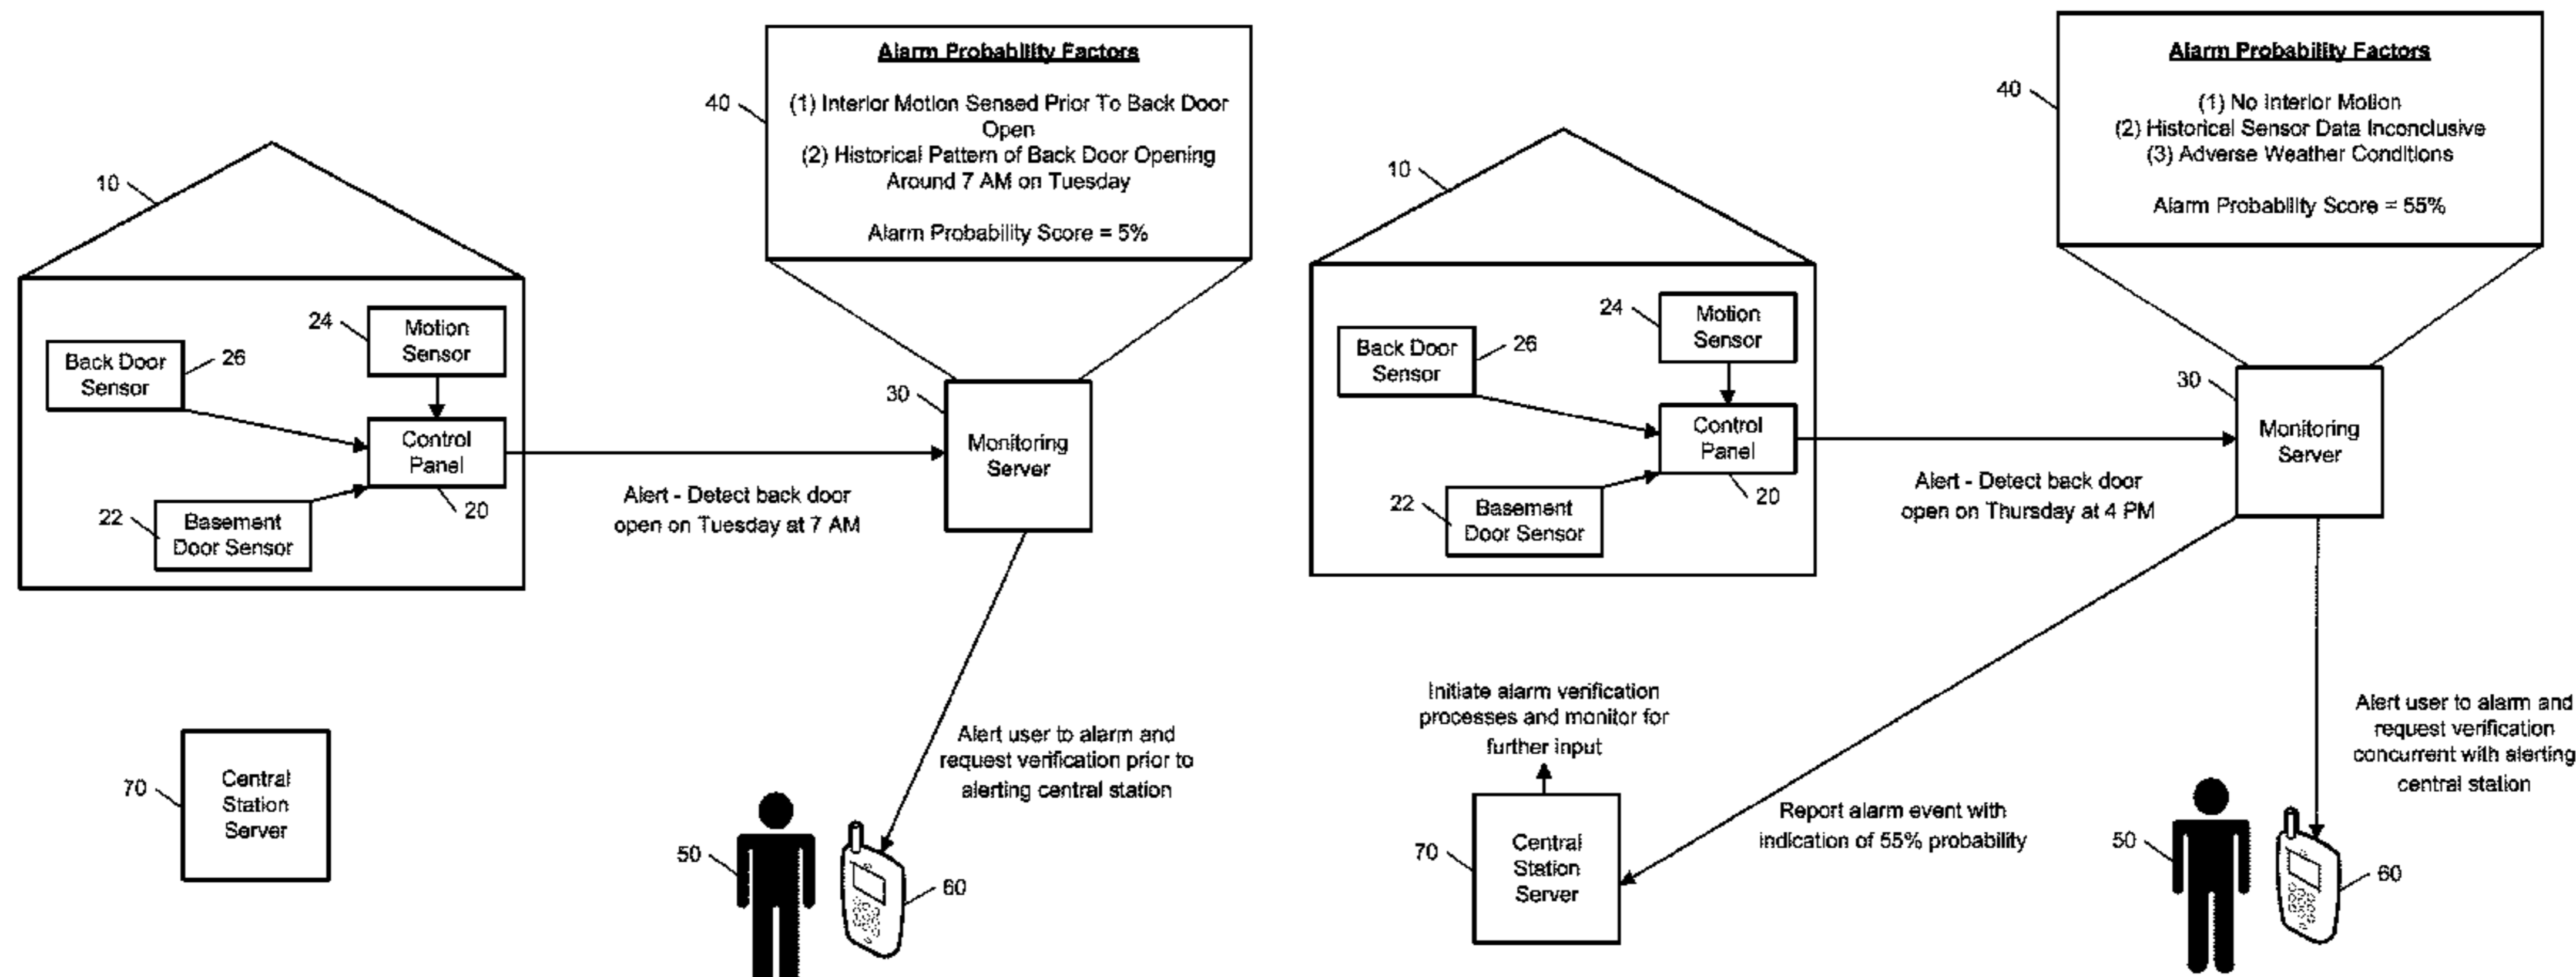 Alarm Probability Factors
40
(1) Interior Motion Sensed Prior To Back Door
Open
(2) Historical Pattern of Back Door Opening
Around 7 AM on Tuesday
Alarm Probability Score = 5%
10
24
Motion
Sensor
Back Door
Sensor
26
30
Control
Panel
Monitoring
Server
22
Basement
Door Sensor
20
Alert - Detect back door
open on Tuesday at 7 AM
70
Central
Station
Server
Alert user to alarm and
request verification prior to
alerting central station
50
60
Alarm Probability Factors
40
(1) No Interior Motion
(2) Historical Sensor Data Inconclusive
(3) Adverse Weather Conditions
Alarm Probability Score = 55%
10
24
Motion
Sensor
Back Door
Sensor
26
30
Control
Panel
Monitoring
Server
22
Basement
Door Sensor
20
Alert - Detect back door
open on Thursday at 4 PM
Initiate alarm verification
processes and monitor for
further input
Alert user to alarm and
request verification
concurrent with alerting
central station
Report alarm event with
indication of 55% probability
70
Central
Station
Server
50
60